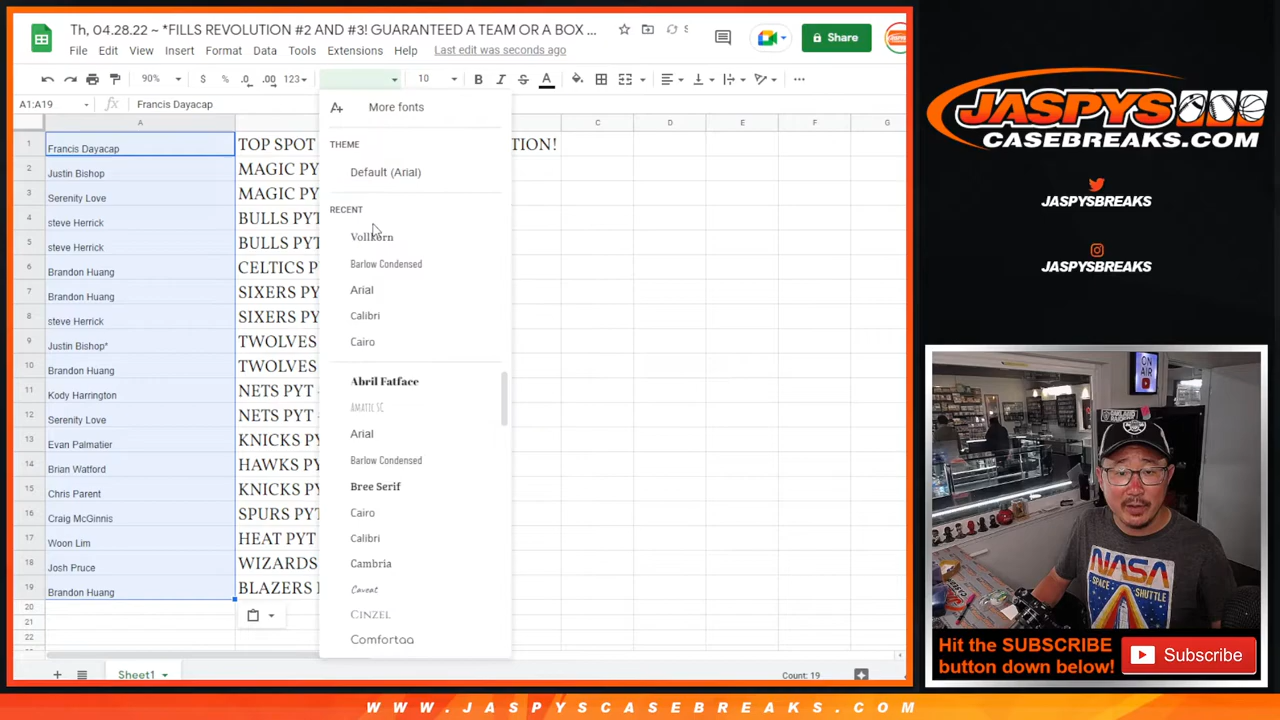 Th, 04.28.22 ~ *FILLS REVOLUTION #2 AND #3! GUARANTEED A TEAM OR A BOX ...
File Edit View Insert Format Data Tools Extensions Help Last edit was seconds ago
Share
90% $ % .0 .00 123 10 B I S A
A1:A19 fx Francis Dayacap
A C D E F G
1 Francis Dayacap TOP SPOT TION!
2 Justin Bishop MAGIC PY
3 Serenity Love MAGIC PY
4 steve Herrick BULLS PYT
5 steve Herrick BULLS PYT
6 Brandon Huang CELTICS P
7 Brandon Huang SIXERS PY
8 steve Herrick SIXERS PY
9 Justin Bishop* TWOLVES
10 Brandon Huang TWOLVES
11 Kody Harrington NETS PYT
12 Serenity Love NETS PYT
13 Evan Palmatier KNICKS PY
14 Brian Watford HAWKS PY
15 Chris Parent KNICKS PY
16 Craig McGinnis SPURS PYT
17 Woon Lim HEAT PYT
18 Josh Pruce WIZARDS
19 Brandon Huang BLAZERS
20
21
22
More fonts
THEME
Default (Arial)
RECENT
Vollkorn
Barlow Condensed
Arial
Calibri
Cairo
Abril Fatface
Amatic SC
Arial
Barlow Condensed
Bree Serif
Cairo
Calibri
Cambria
Caveat
CINZEL
Comfortaa
Sheet1
Count: 19
JASPYS
CASEBREAKS.COM
JASPYSBREAKS
JASPYSBREAKS
ON AIR
NASA
SPACE SHUTTLE
Hit the SUBSCRIBE
button down below!
Subscribe
WWW.JASPYSCASEBREAKS.COM